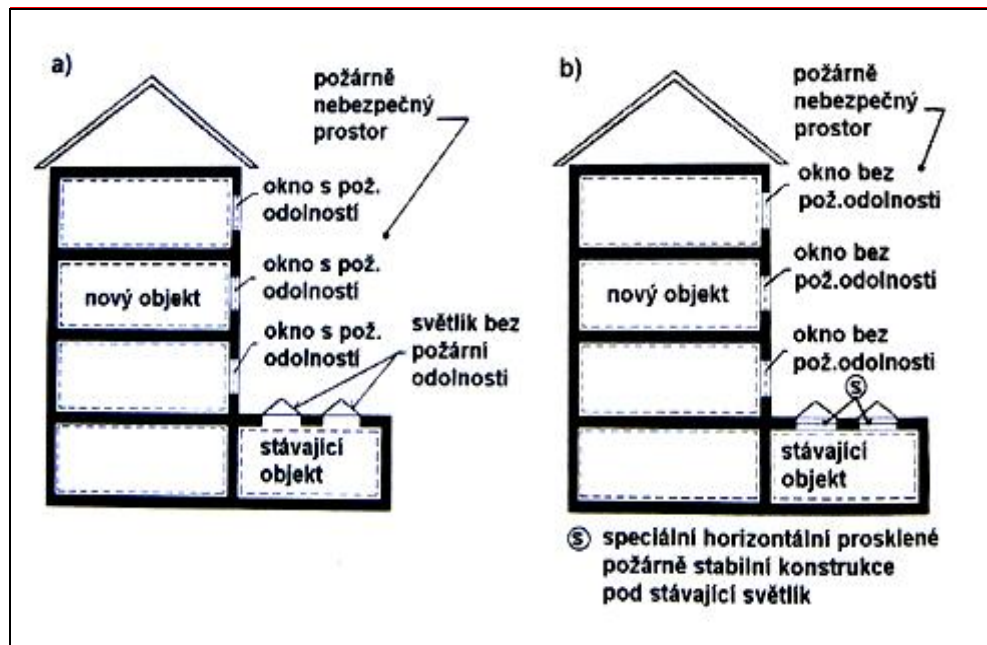 a)
požárně
nebezpečný
prostor
okno s pož.
odolností
okno s pož.
odolností
nový objekt
okno s pož.
odolností
světlík bez
požární
odolnosti
stávající
objekt
b)
požárně
nebezpečný
prostor
okno bez
pož.odolnosti
okno bez
pož.odolnosti
nový objekt
okno bez
pož.odolnosti
S
stávající
objekt
S speciální horizontální prosklené
požárně stabilní konstrukce
pod stávající světlík